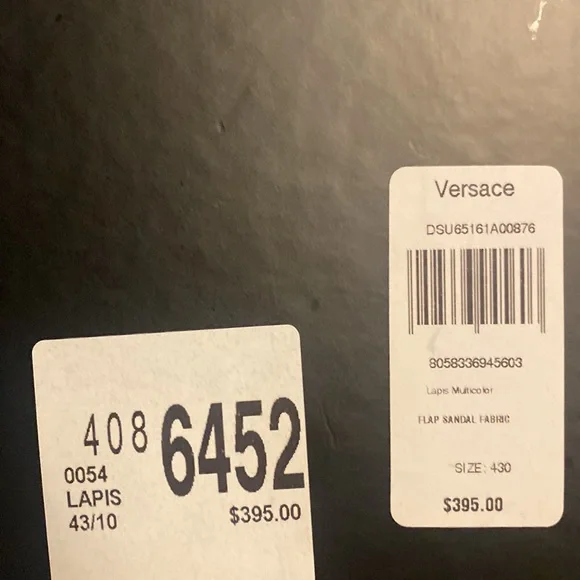 Versace
DSU65161A00876
8058336945603
Lapis Multicolor
FLAP SANDAL FABRIC
SIZE: 430
$395.00
408 6452
0054
LAPIS
43/10 $395.00